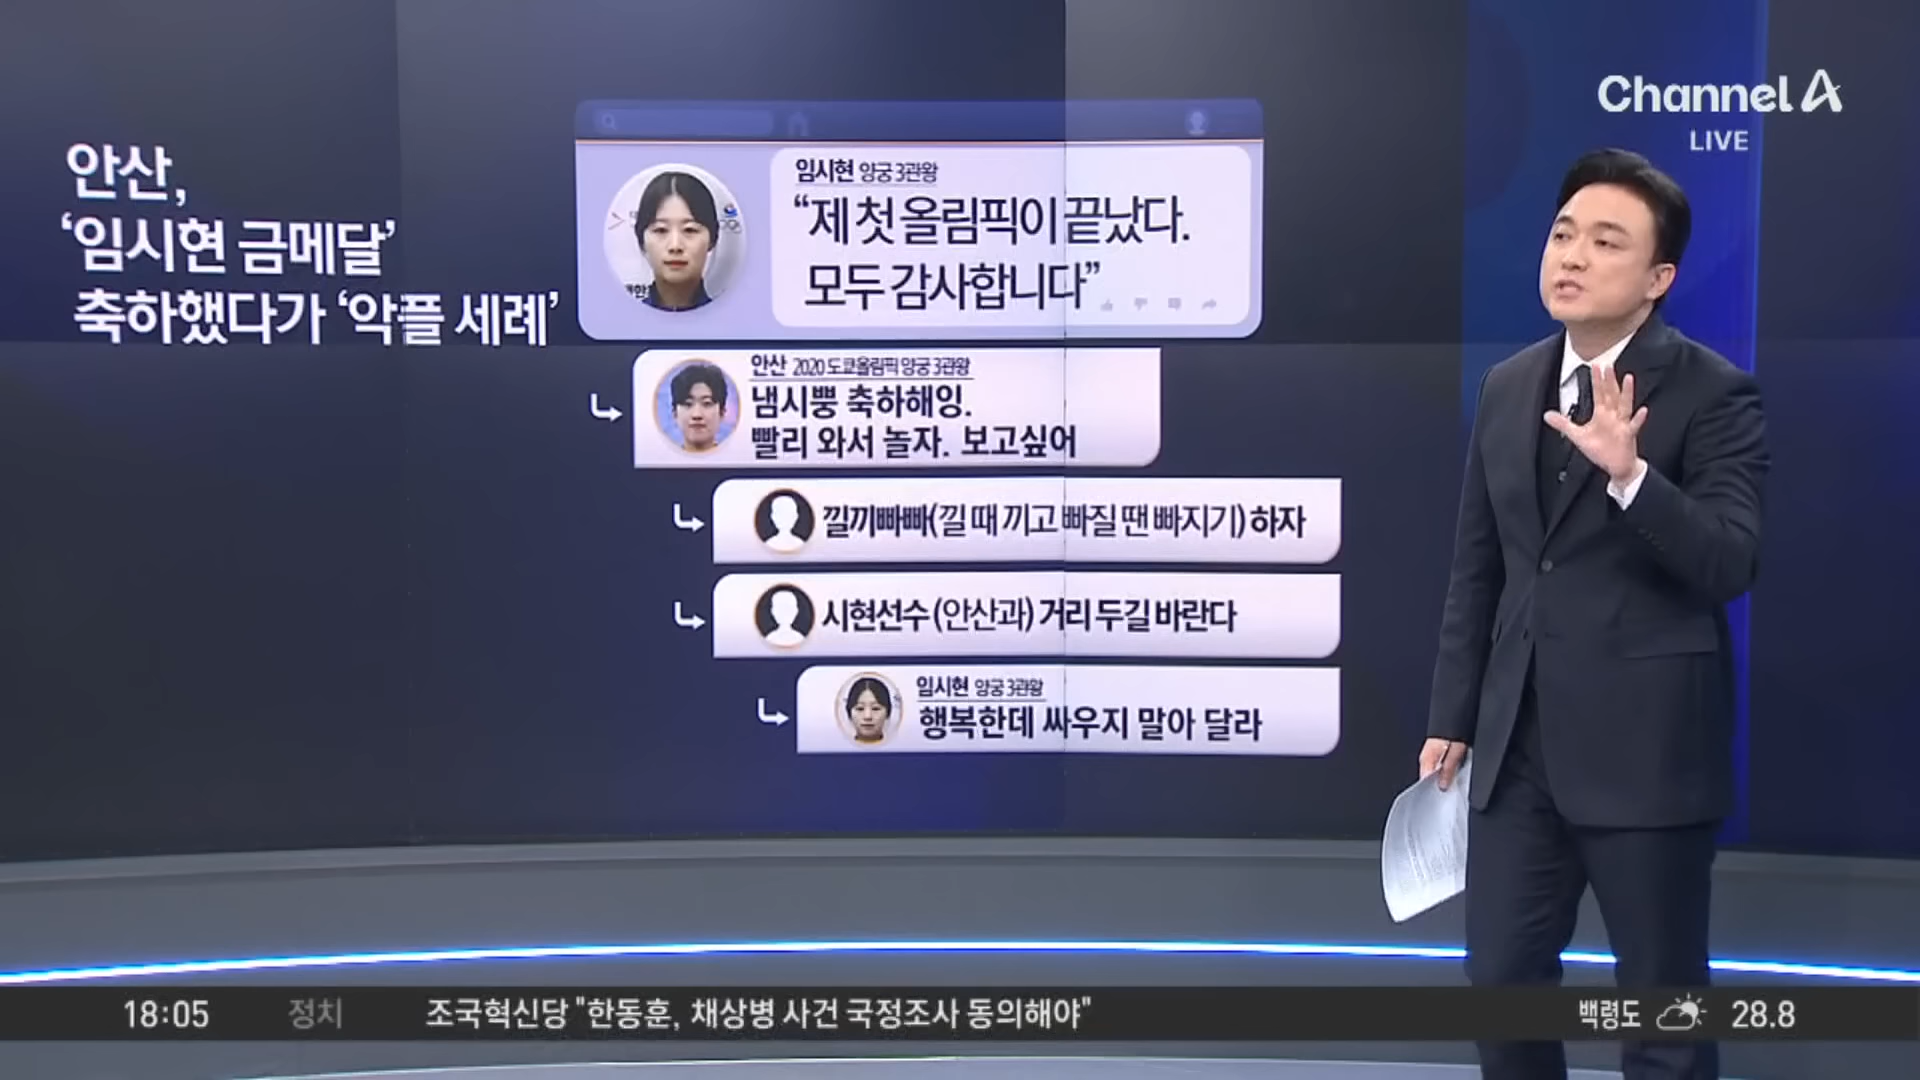 Channel A
LIVE
안산,
‘임시현 금메달’
축하했다가 ‘악플 세례’
임시현 양궁 3관왕
“제 첫 올림픽이 끝났다.
모두 감사합니다”
안산 2020 도쿄올림픽 양궁 3관왕
냄시뿡 축하해잉.
빨리 와서 놀자. 보고싶어
낄끼빠빠(낄 때 끼고 빠질 땐 빠지기) 하자
시현선수 (안산과) 거리 두길 바란다
임시현 양궁 3관왕
행복한데 싸우지 말아 달라
18:05 정치 조국혁신당 "한동훈, 채상병 사건 국정조사 동의해야" 백령도 28.8